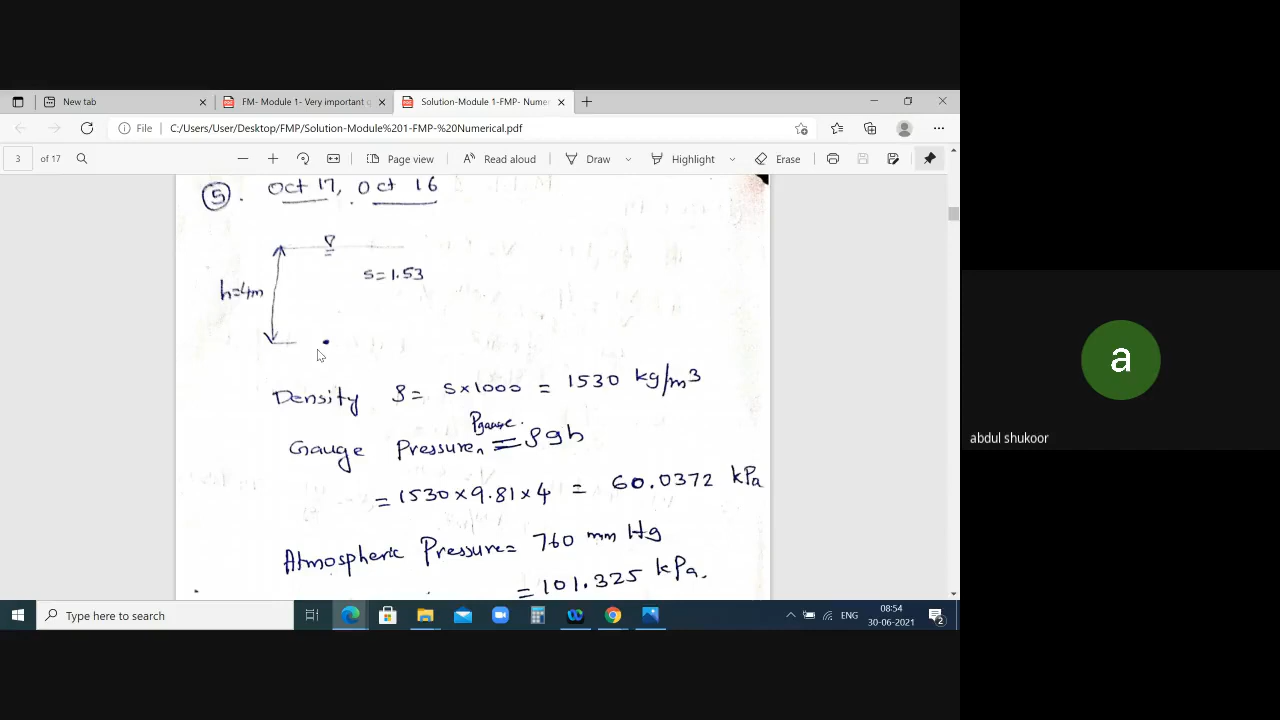 New tab
FM- Module 1- Very important q
Solution-Module 1-FMP- Nume
File
C:/Users/User/Desktop/FMP/Solution-Module%201-FMP-%20Numerical.pdf
3 of 17
Page view
Read aloud
Draw
Highlight
Erase
⑤. Oct 17, Oct 16
S=1.53
h=4m
Density ρ= S×1000 = 1530 kg/m3
Pgauge.
Gauge Pressure, = ρgh
= 1530×9.81×4 = 60.0372 kPa
Atmospheric Pressure= 760 mm Hg
= 101.325 kPa.
Type here to search
ENG
08:54
30-06-2021
2
a
abdul shukoor